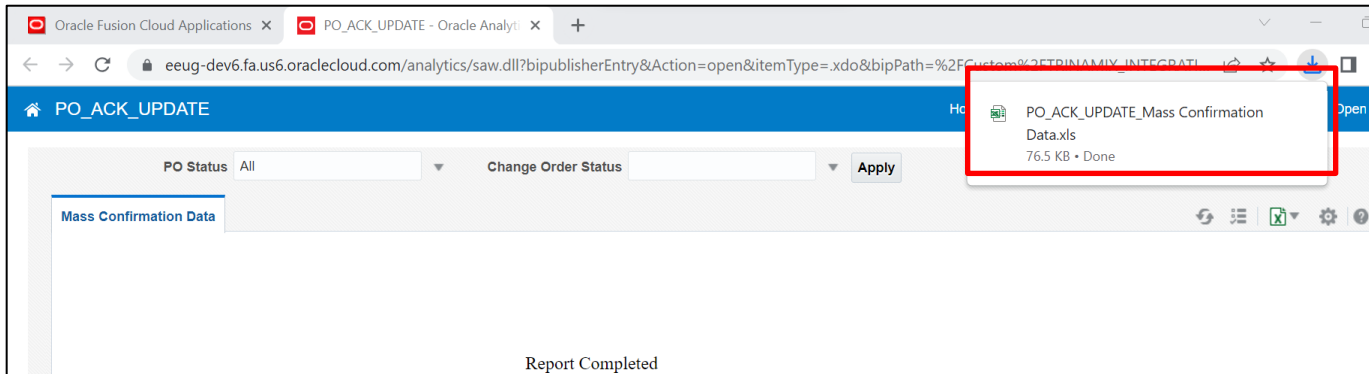 Oracle Fusion Cloud Applications
PO_ACK_UPDATE - Oracle Analyti
eeug-dev6.fa.us6.oraclecloud.com/analytics/saw.dll?bipublisherEntry&Action=open&itemType=.xdo&bipPath=%2FCustom%2FTRINAMIX_INTEGRATI
PO_ACK_UPDATE
Ho
Open
PO_ACK_UPDATE_Mass Confirmation
Data.xls
76.5 KB • Done
PO Status All
Change Order Status
Apply
Mass Confirmation Data
Report Completed